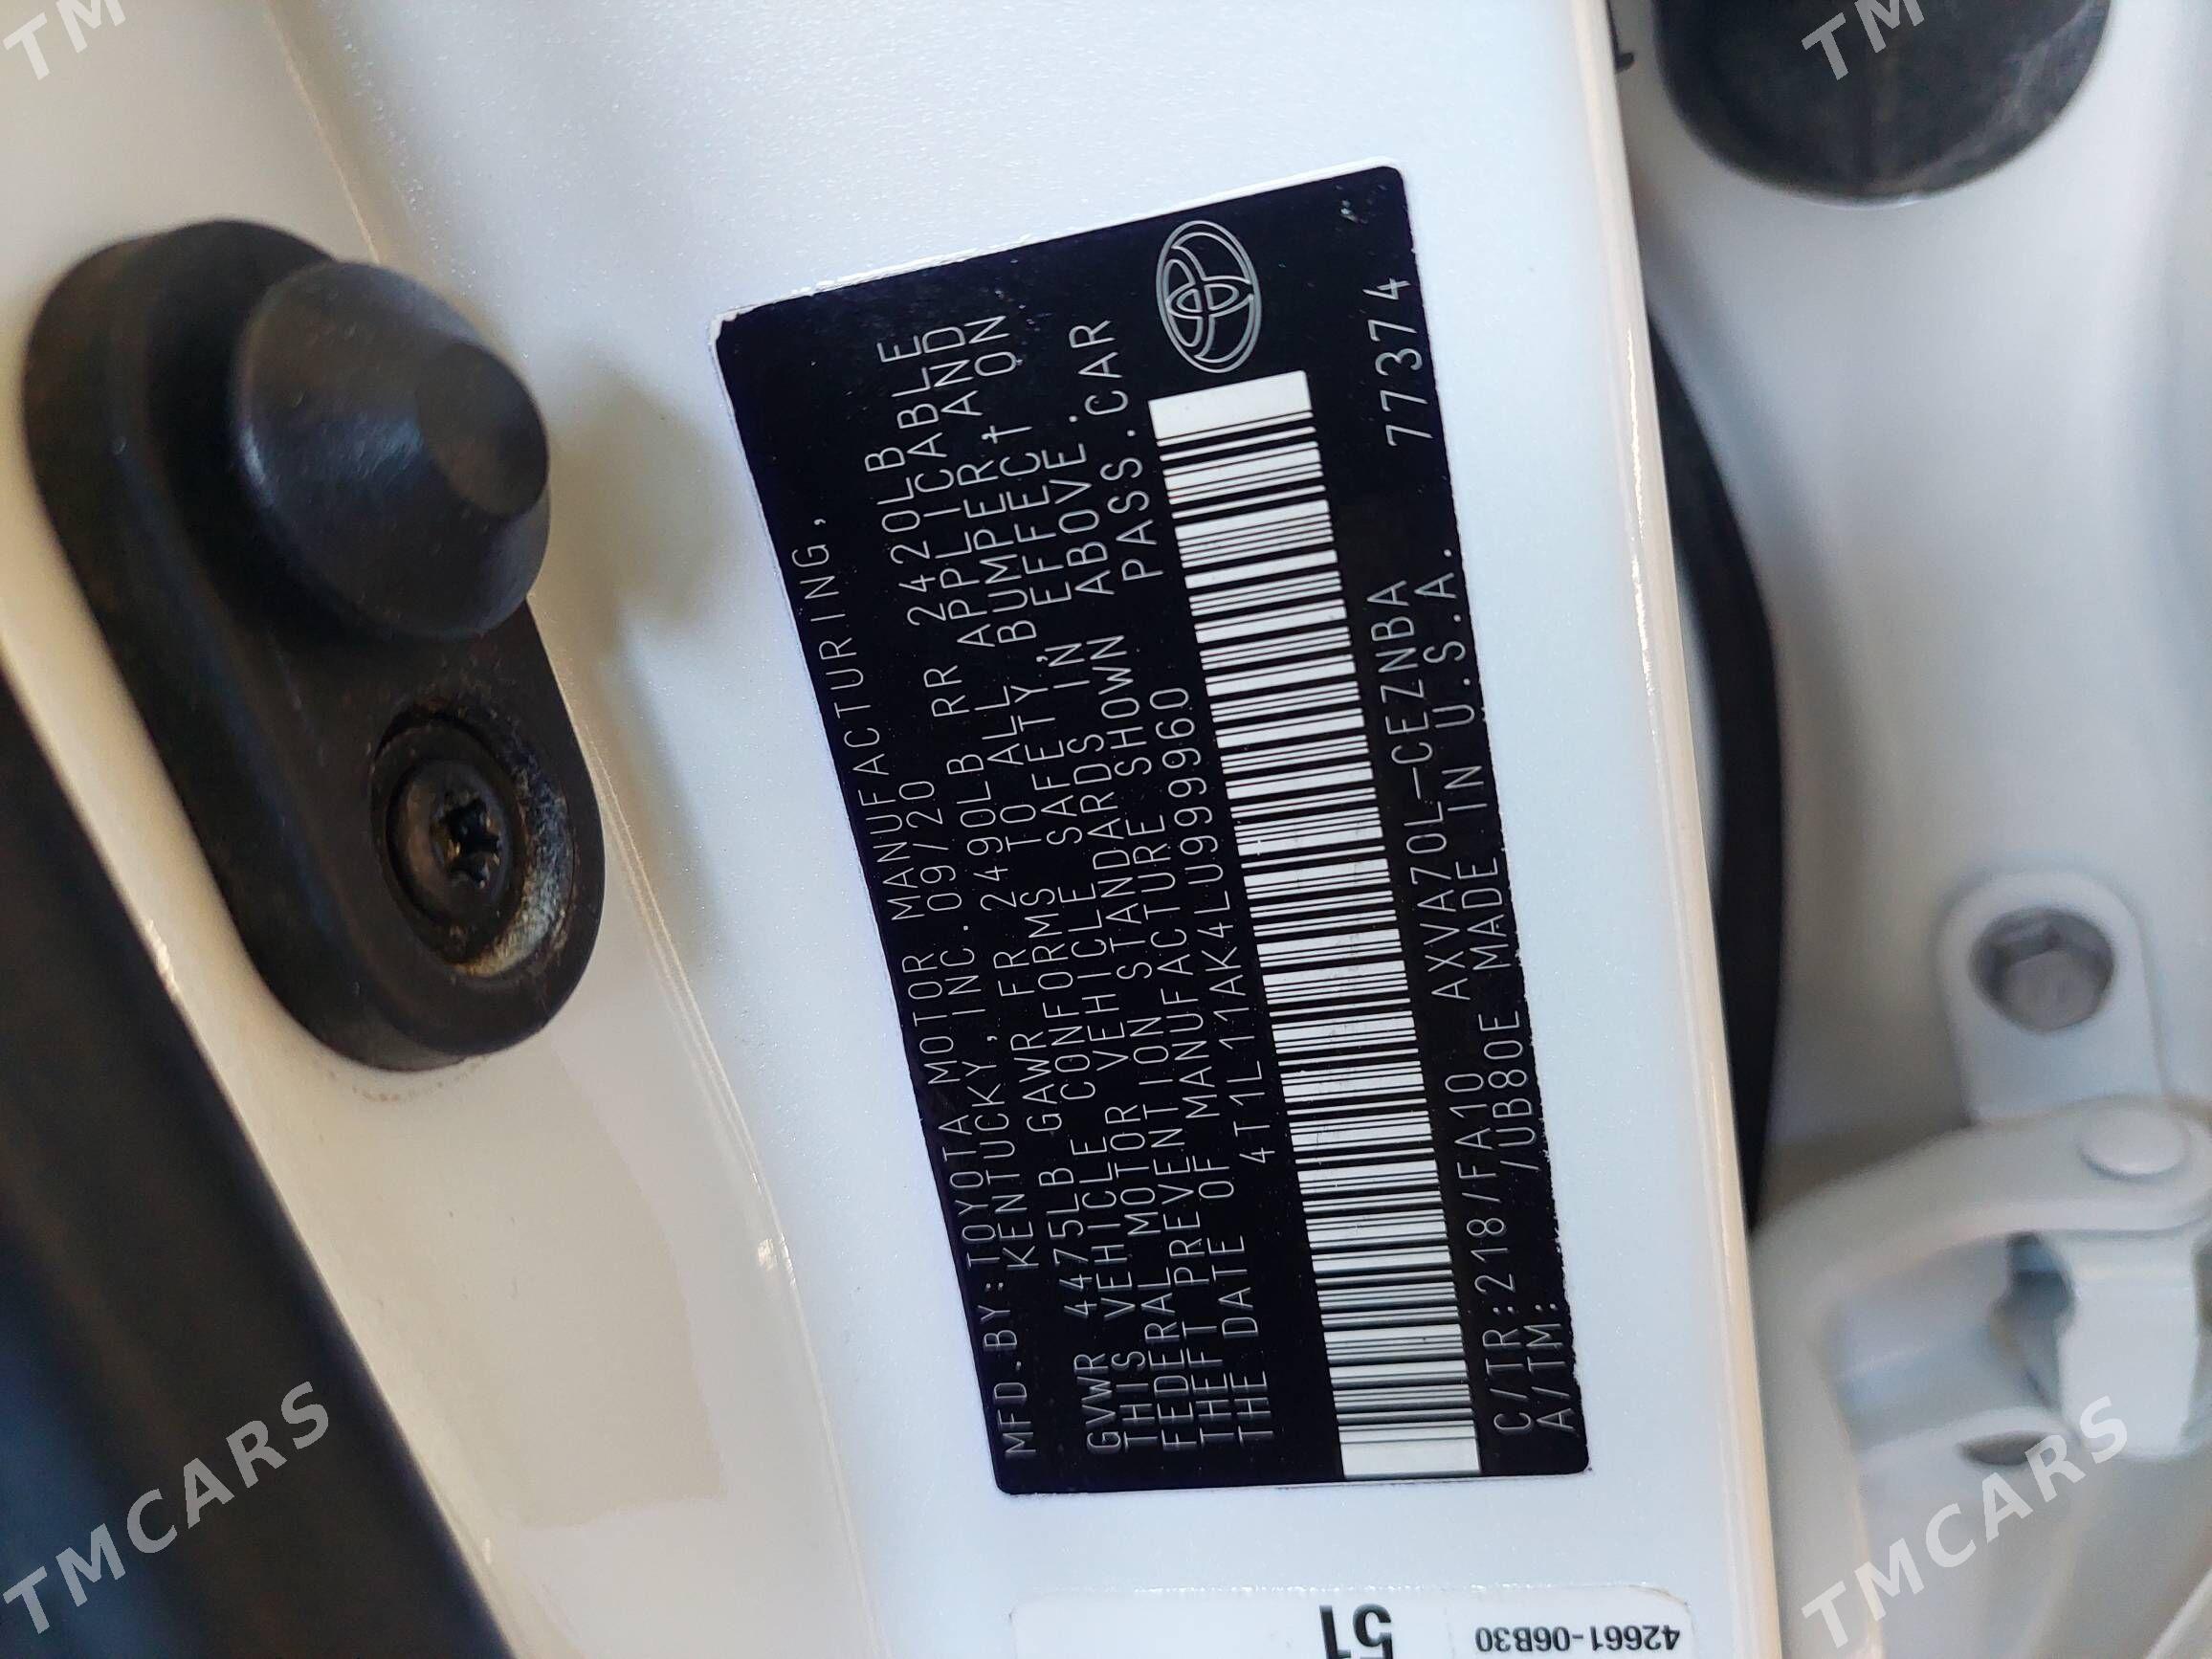 MFD.BY:TOYOTA MOTOR MANUFACTURING,
KENTUCKY, INC. 09/20
GVWR 4475LB GAWR FR 2490LB RR 2420LB
THIS VEHICLE CONFORMS TO ALL APPLICABLE
FEDERAL MOTOR VEHICLE SAFETY, BUMPER, AND
THEFT PREVENTION STANDARDS IN EFFECT ON
THE DATE OF MANUFACTURE SHOWN ABOVE.
4T1L11AK4LU999960 PASS.CAR
C/TR:218/FA10 AXVA70L-CEZNBA 77374
A/TM: /UB80E MADE IN U.S.A.
42661-06B30
51
TM
TM
TMCARS
TMCARS